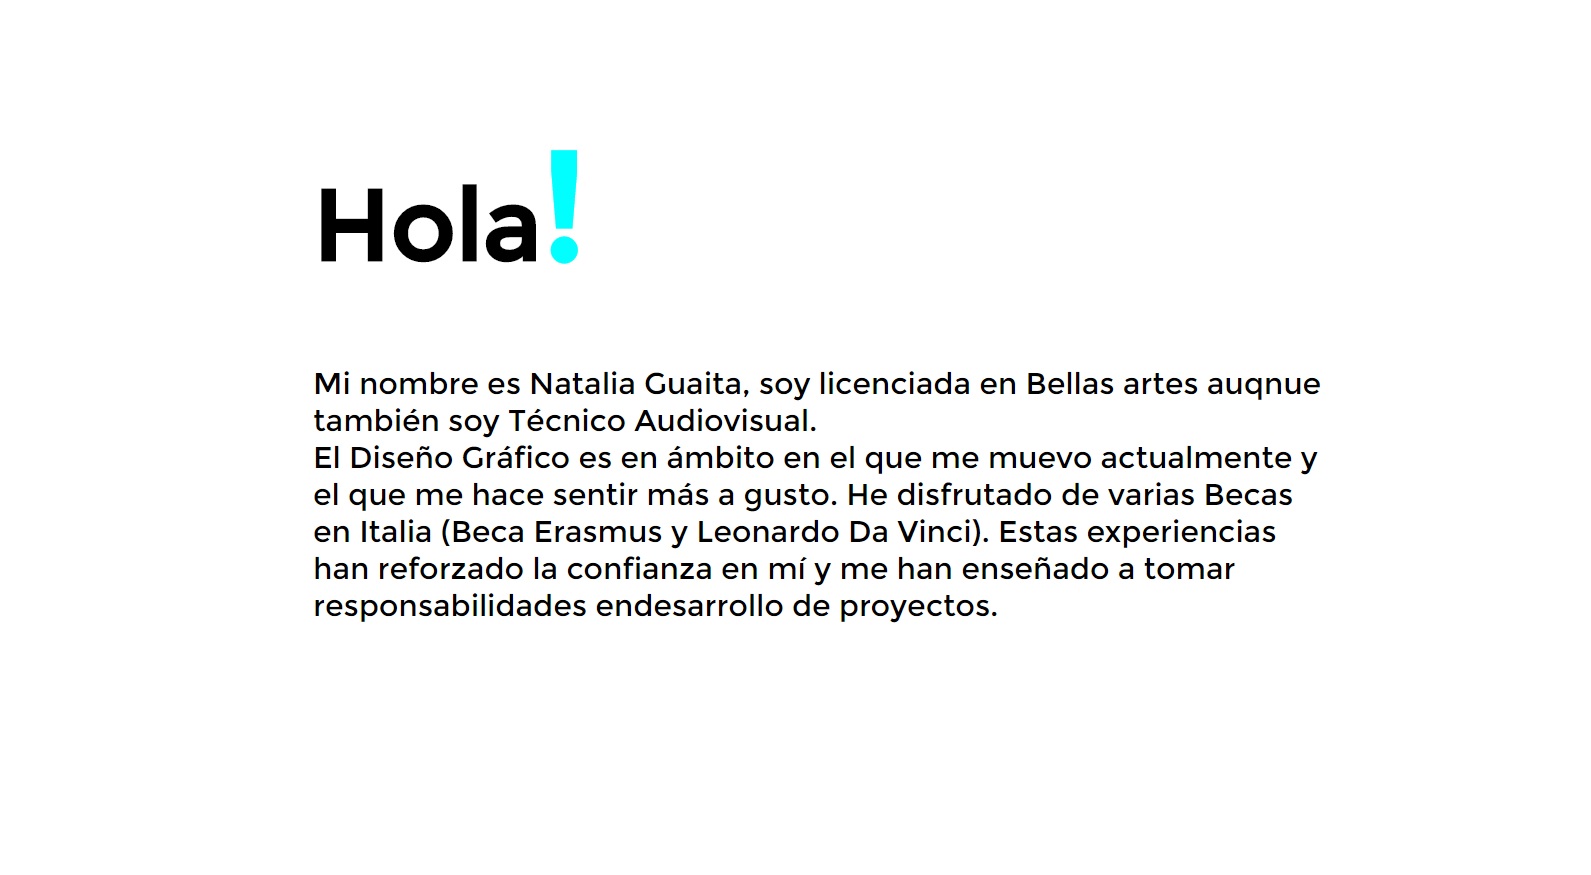 Hola!
Mi nombre es Natalia Guaita, soy licenciada en Bellas artes auqnue
también soy Técnico Audiovisual.
El Diseño Gráfico es en ámbito en el que me muevo actualmente y
el que me hace sentir más a gusto. He disfrutado de varias Becas
en Italia (Beca Erasmus y Leonardo Da Vinci). Estas experiencias
han reforzado la confianza en mí y me han enseñado a tomar
responsabilidades endesarrollo de proyectos.